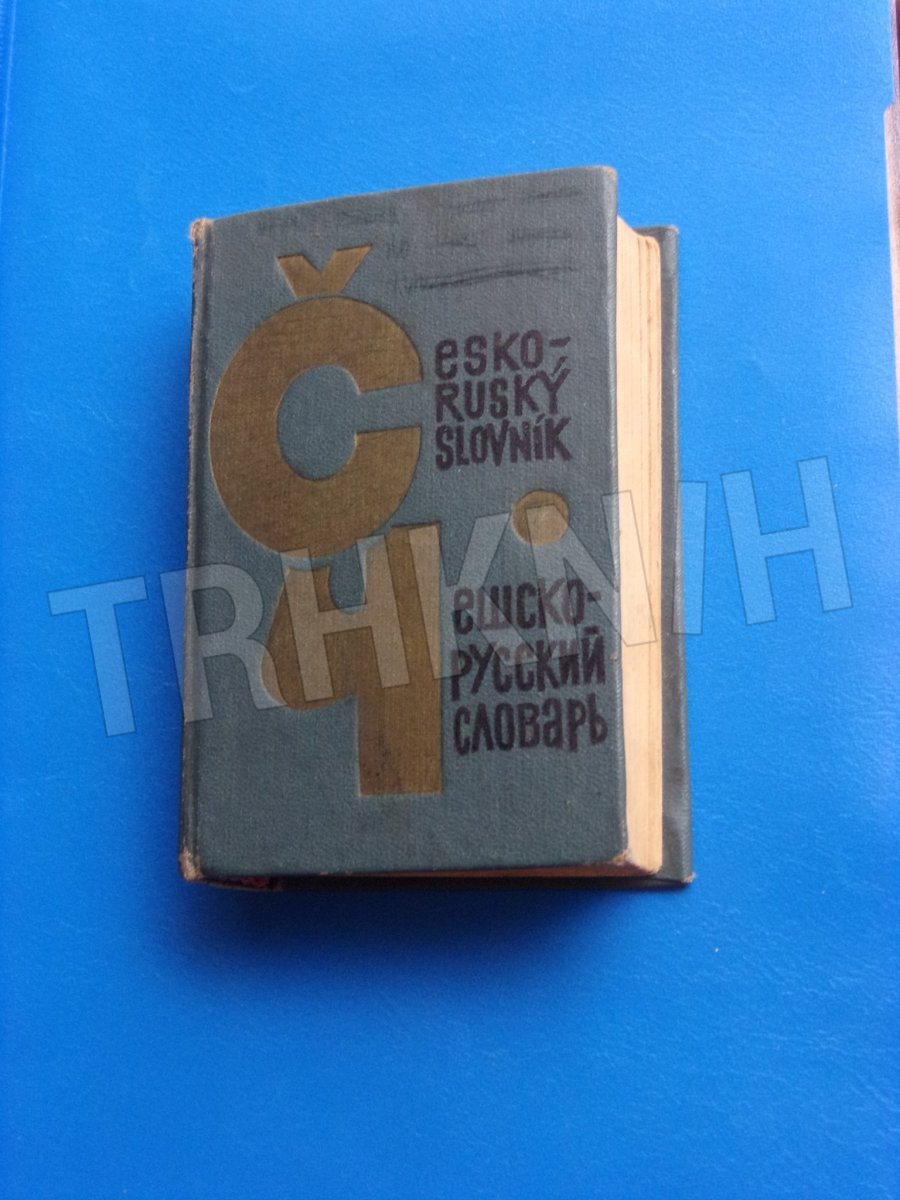 Česko-
RUSKÝ
SLOVNÍK
Чешско-
РУССКИЙ
СЛОВАРЬ
TRHKNIH